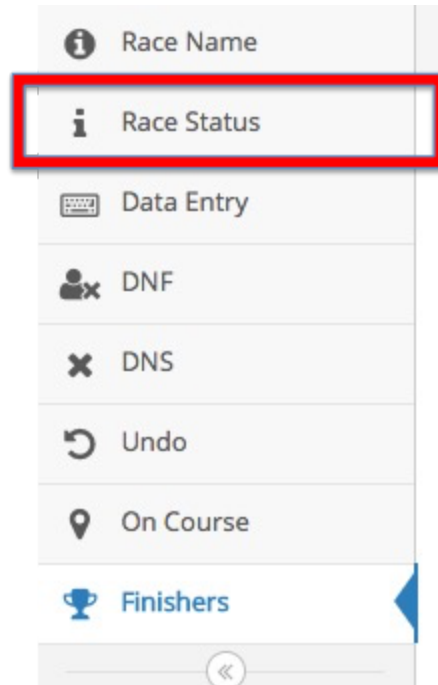 Race Name
Race Status
Data Entry
DNF
DNS
Undo
On Course
Finishers